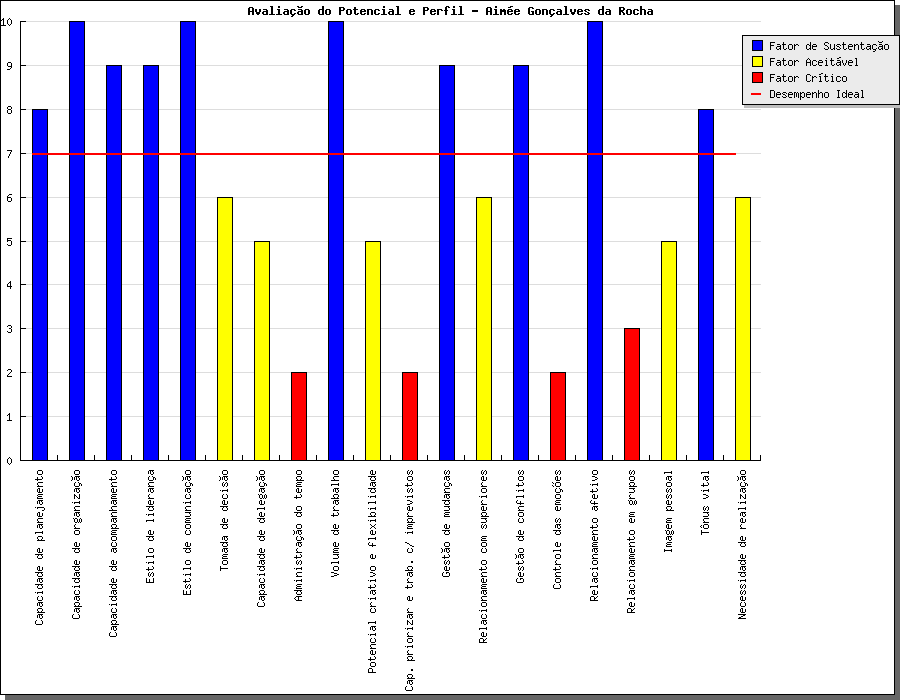 Avaliação do Potencial e Perfil - Aimée Gonçalves da Rocha
Fator de Sustentação
Fator Aceitável
Fator Crítico
Desempenho Ideal
10
9
8
7
6
5
4
3
2
1
0
Capacidade de planejamento
Capacidade de organização
Capacidade de acompanhamento
Estilo de liderança
Estilo de comunicação
Tomada de decisão
Capacidade de delegação
Administração do tempo
Volume de trabalho
Potencial criativo e flexibilidade
Cap. priorizar e trab. c/ imprevistos
Gestão de mudanças
Relacionamento com superiores
Gestão de conflitos
Controle das emoções
Relacionamento afetivo
Relacionamento em grupos
Imagem pessoal
Tônus vital
Necessidade de realização